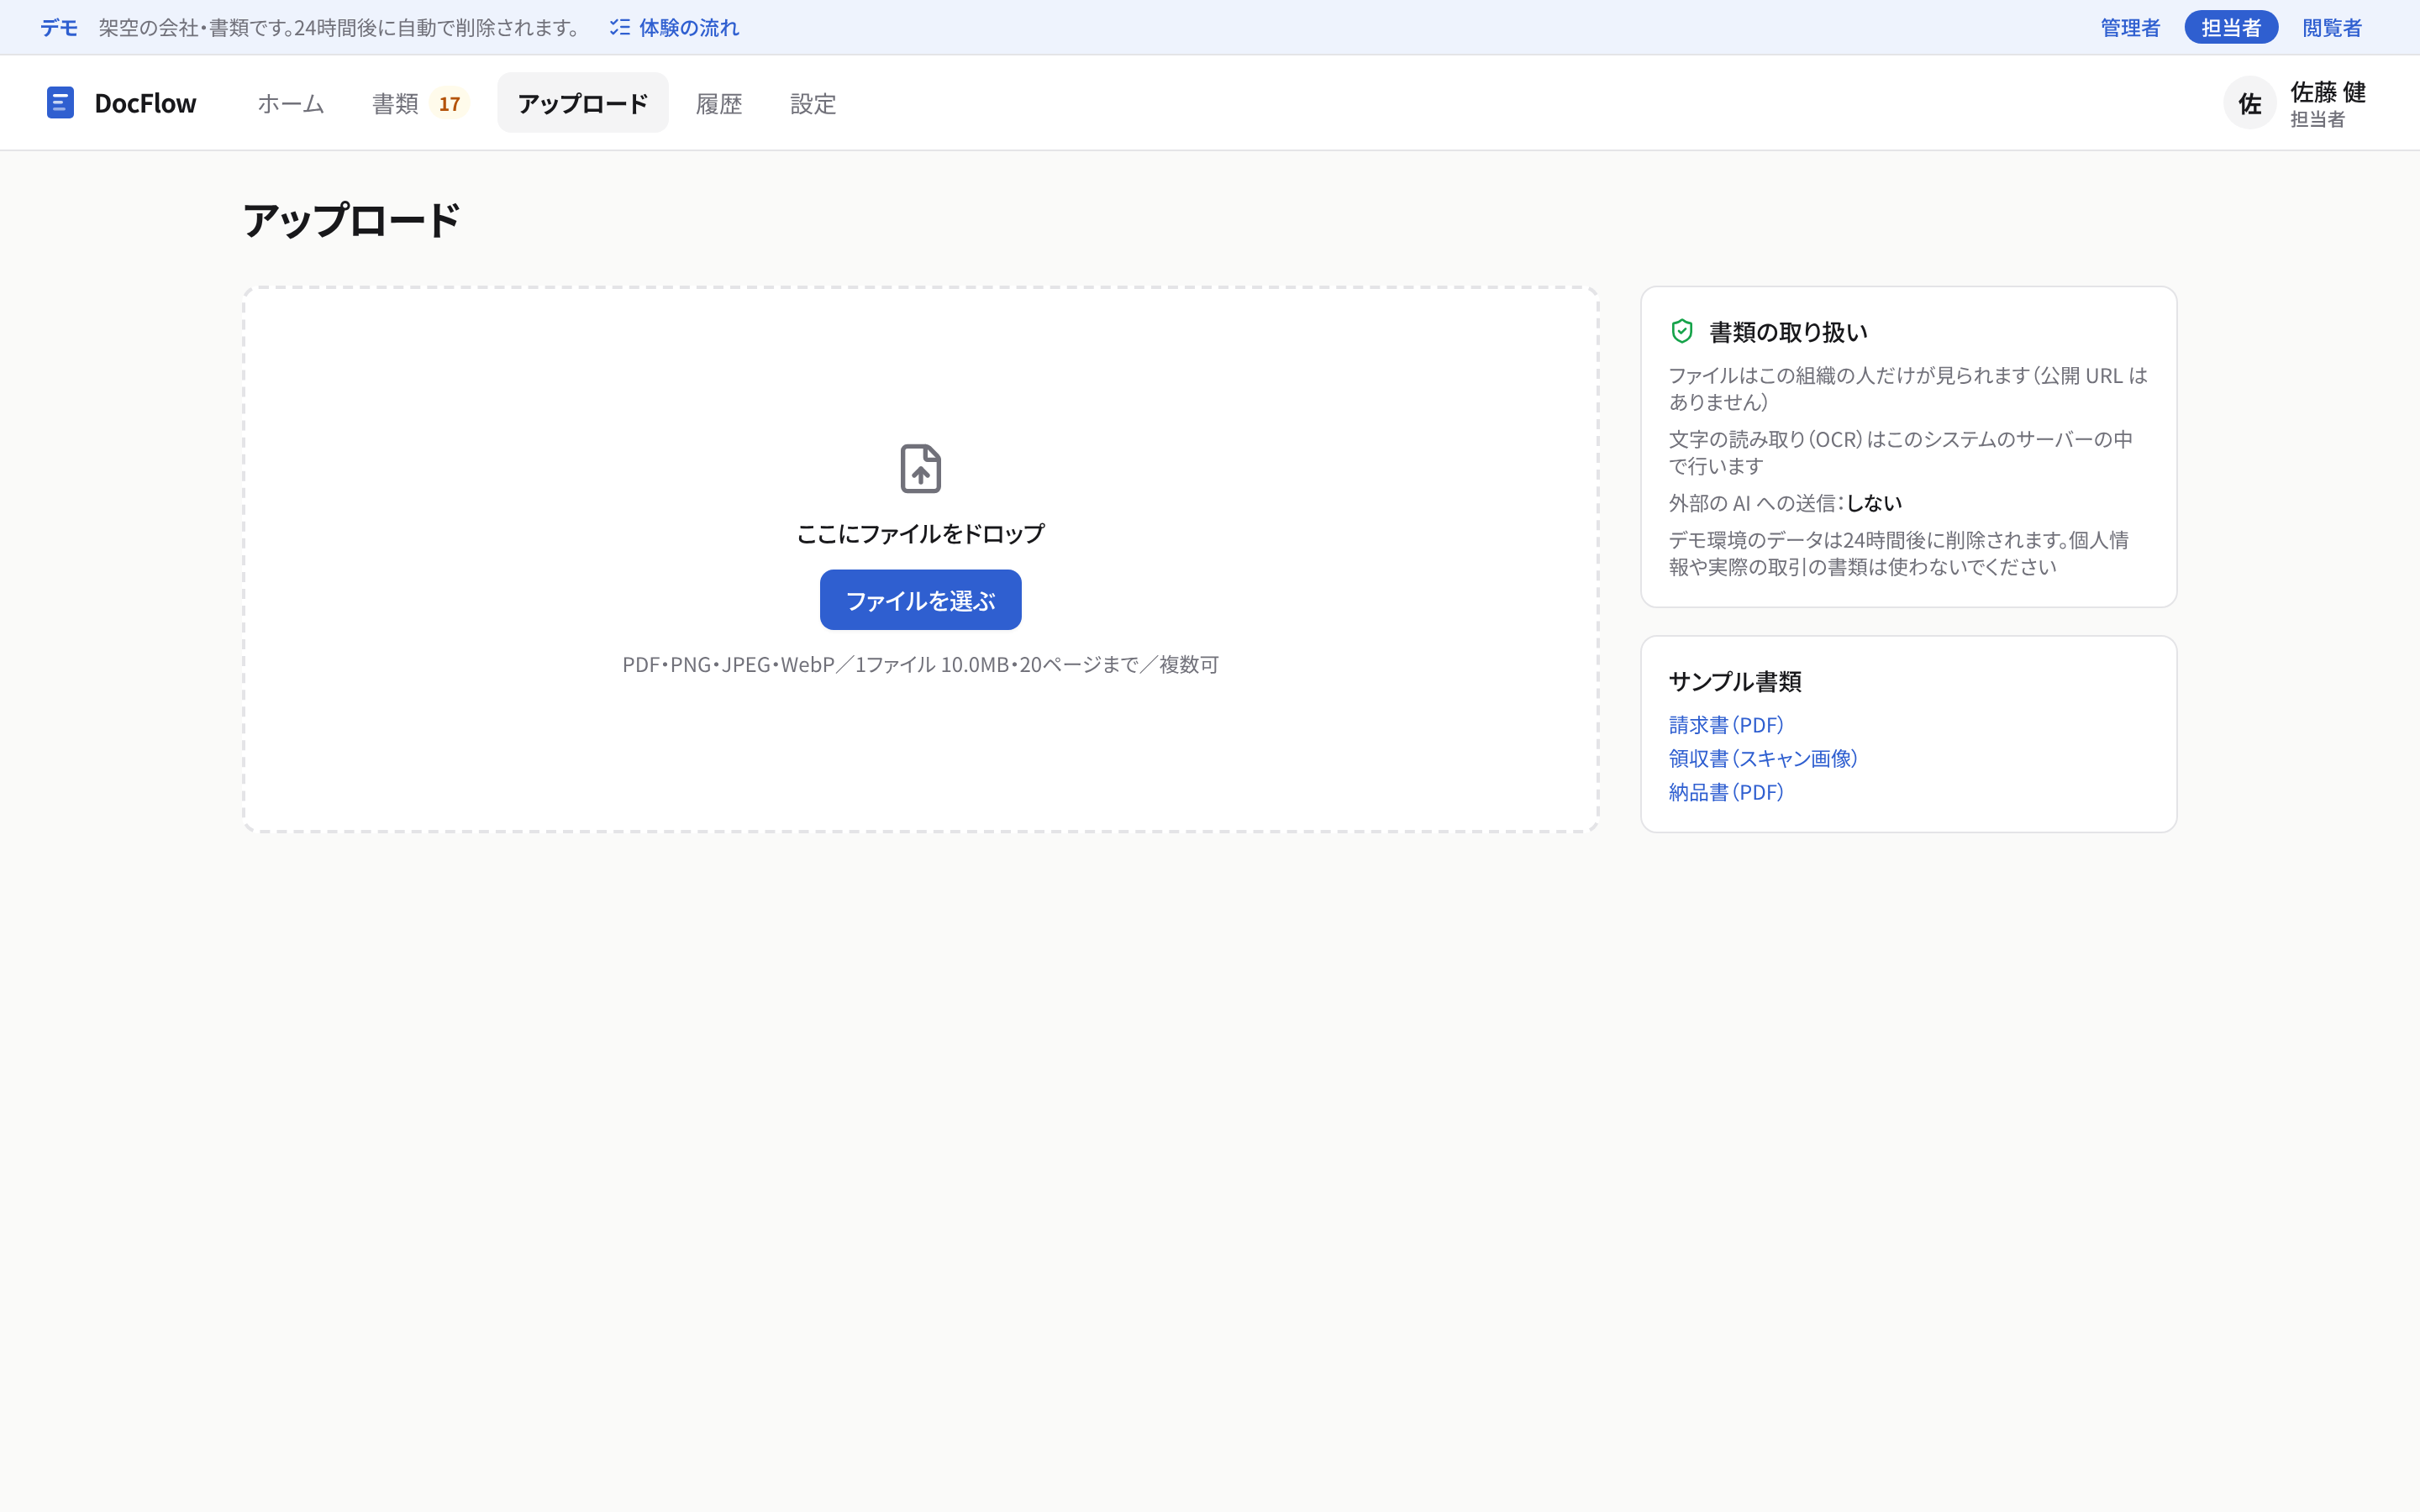 デモ 架空の会社・書類です。24時間後に自動で削除されます。 体験の流れ 管理者 担当者 閲覧者
DocFlow ホーム 書類 17 アップロード 履歴 設定 佐 佐藤 健
担当者
アップロード
ここにファイルをドロップ
ファイルを選ぶ
PDF・PNG・JPEG・WebP／1ファイル 10.0MB・20ページまで／複数可
書類の取り扱い
ファイルはこの組織の人だけが見られます（公開 URL は
ありません）
文字の読み取り（OCR）はこのシステムのサーバーの中
で行います
外部の AI への送信：しない
デモ環境のデータは24時間後に削除されます。個人情
報や実際の取引の書類は使わないでください
サンプル書類
請求書（PDF）
領収書（スキャン画像）
納品書（PDF）